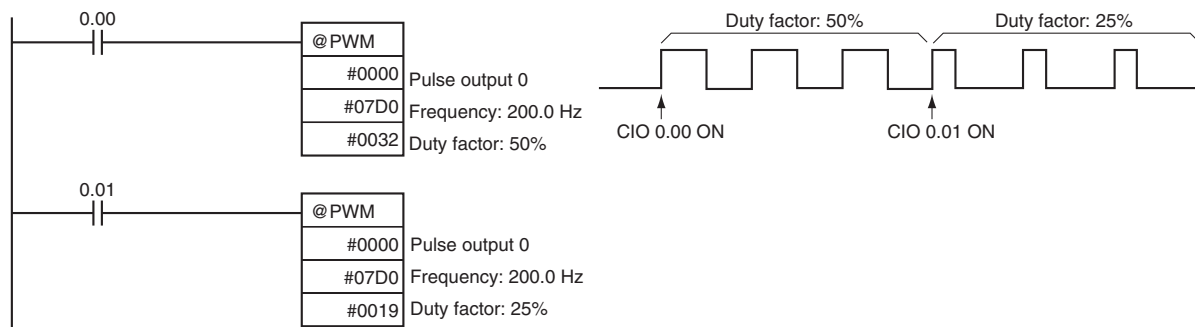 0.00
@PWM
#0000 Pulse output 0
#07D0 Frequency: 200.0 Hz
#0032 Duty factor: 50%
Duty factor: 50% Duty factor: 25%
CIO 0.00 ON CIO 0.01 ON
0.01
@PWM
#0000 Pulse output 0
#07D0 Frequency: 200.0 Hz
#0019 Duty factor: 25%